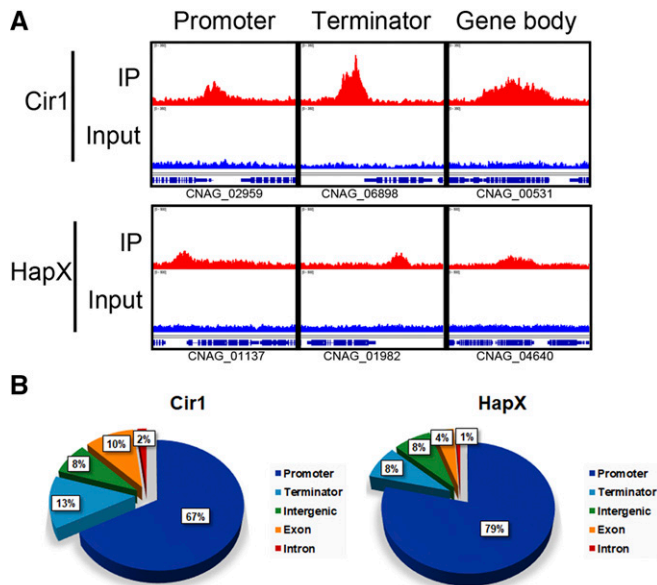 A
Promoter Terminator Gene body
Cir1
IP
Input
CNAG_02959 CNAG_06898 CNAG_00531
HapX
IP
Input
CNAG_01137 CNAG_01982 CNAG_04640
B
Cir1
67%
13%
8%
10%
2%
Promoter
Terminator
Intergenic
Exon
Intron
HapX
79%
8%
8%
4%
1%
Promoter
Terminator
Intergenic
Exon
Intron